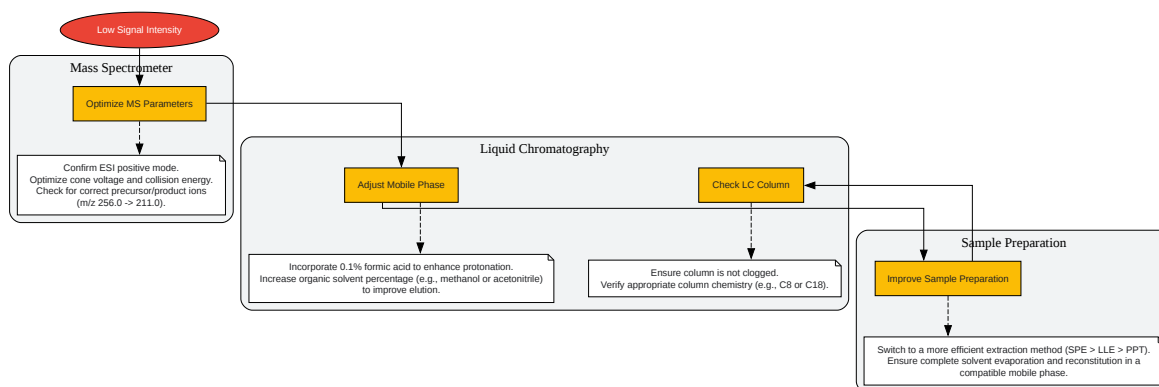 Low Signal Intensity
Mass Spectrometer
Optimize MS Parameters
Confirm ESI positive mode.
Optimize cone voltage and collision energy.
Check for correct precursor/product ions
(m/z 256.0 -> 211.0).
Liquid Chromatography
Adjust Mobile Phase
Check LC Column
Incorporate 0.1% formic acid to enhance protonation.
Increase organic solvent percentage (e.g., methanol or acetonitrile)
to improve elution.
Ensure column is not clogged.
Verify appropriate column chemistry (e.g., C8 or C18).
Sample Preparation
Improve Sample Preparation
Switch to a more efficient extraction method (SPE > LLE > PPT).
Ensure complete solvent evaporation and reconstitution in a
compatible mobile phase.